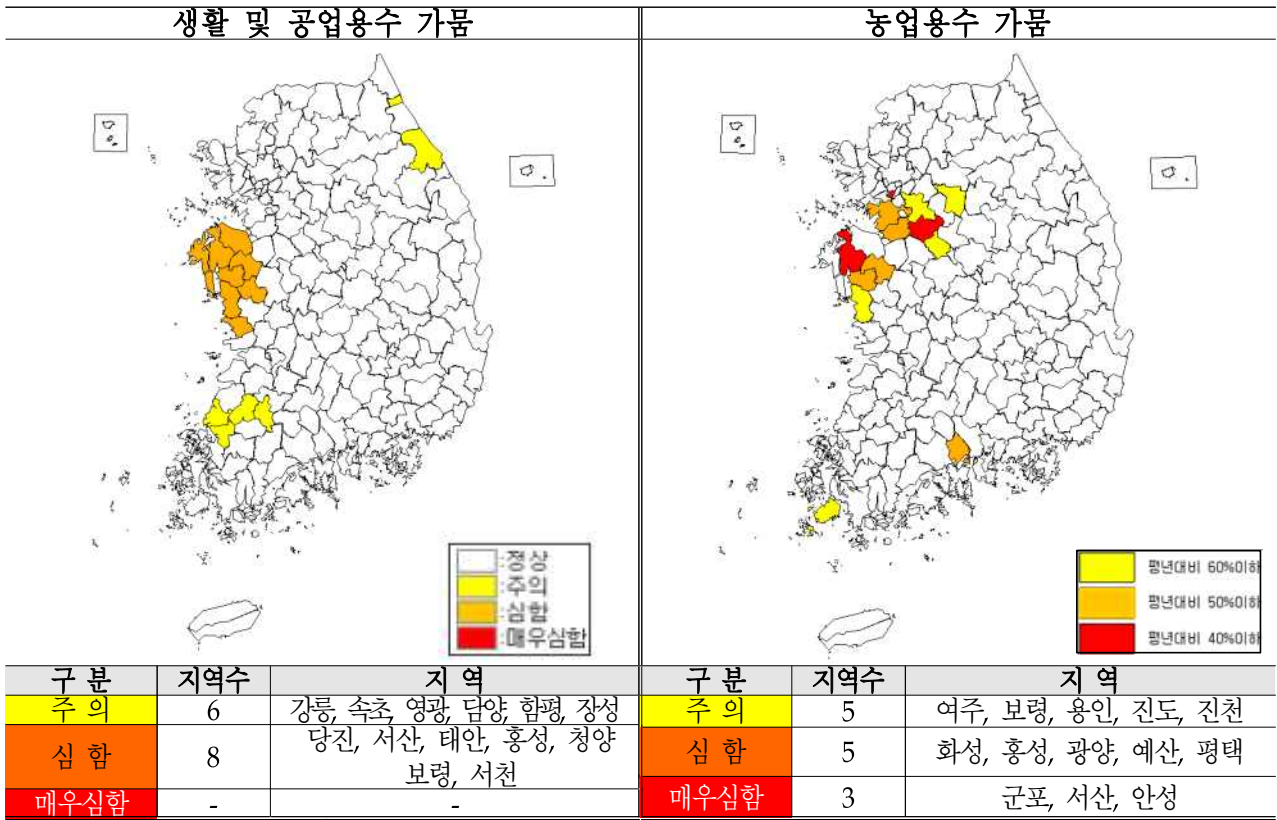 생활 및 공업용수 가뭄
농업용수 가뭄
:정상
:주의
:심함
:매우심함
평년대비 60%이하
평년대비 50%이하
평년대비 40%이하
구 분 지역수 지 역
주 의 6 강릉, 속초, 영광, 담양, 함평, 장성
심 함 8 당진, 서산, 태안, 홍성, 청양
보령, 서천
매우심함 - -
구 분 지역수 지 역
주 의 5 여주, 보령, 용인, 진도, 진천
심 함 5 화성, 홍성, 광양, 예산, 평택
매우심함 3 군포, 서산, 안성